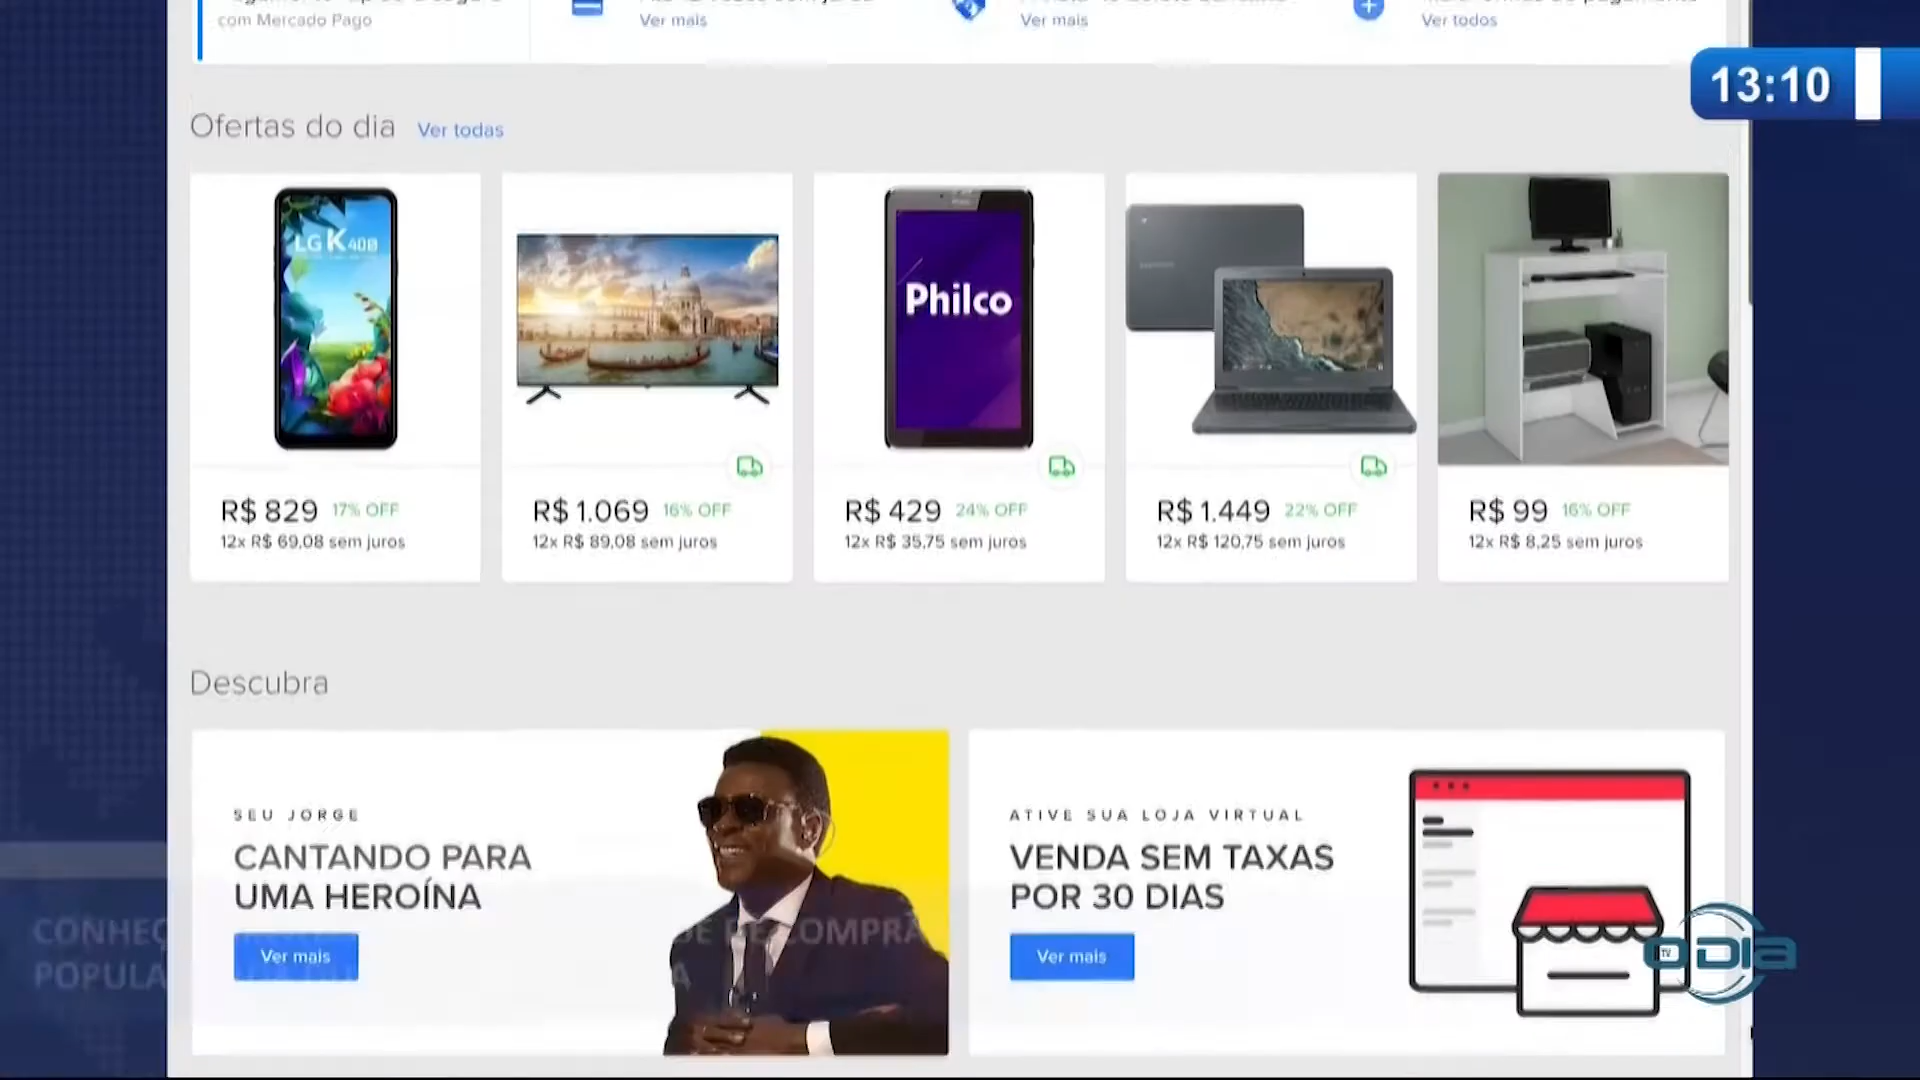 com Mercado Pago
Ver mais
Ver mais
Ver todos
13:10
Ofertas do dia Ver todas
LG K40S
Philco
R$ 829 17% OFF
12x R$ 69,08 sem juros
R$ 1.069 16% OFF
12x R$ 89,08 sem juros
R$ 429 24% OFF
12x R$ 35,75 sem juros
R$ 1.449 22% OFF
12x R$ 120,75 sem juros
R$ 99 16% OFF
12x R$ 8,25 sem juros
Descubra
SEU JORGE
CANTANDO PARA
UMA HEROÍNA
Ver mais
ATIVE SUA LOJA VIRTUAL
VENDA SEM TAXAS
POR 30 DIAS
Ver mais
TV
O DIA